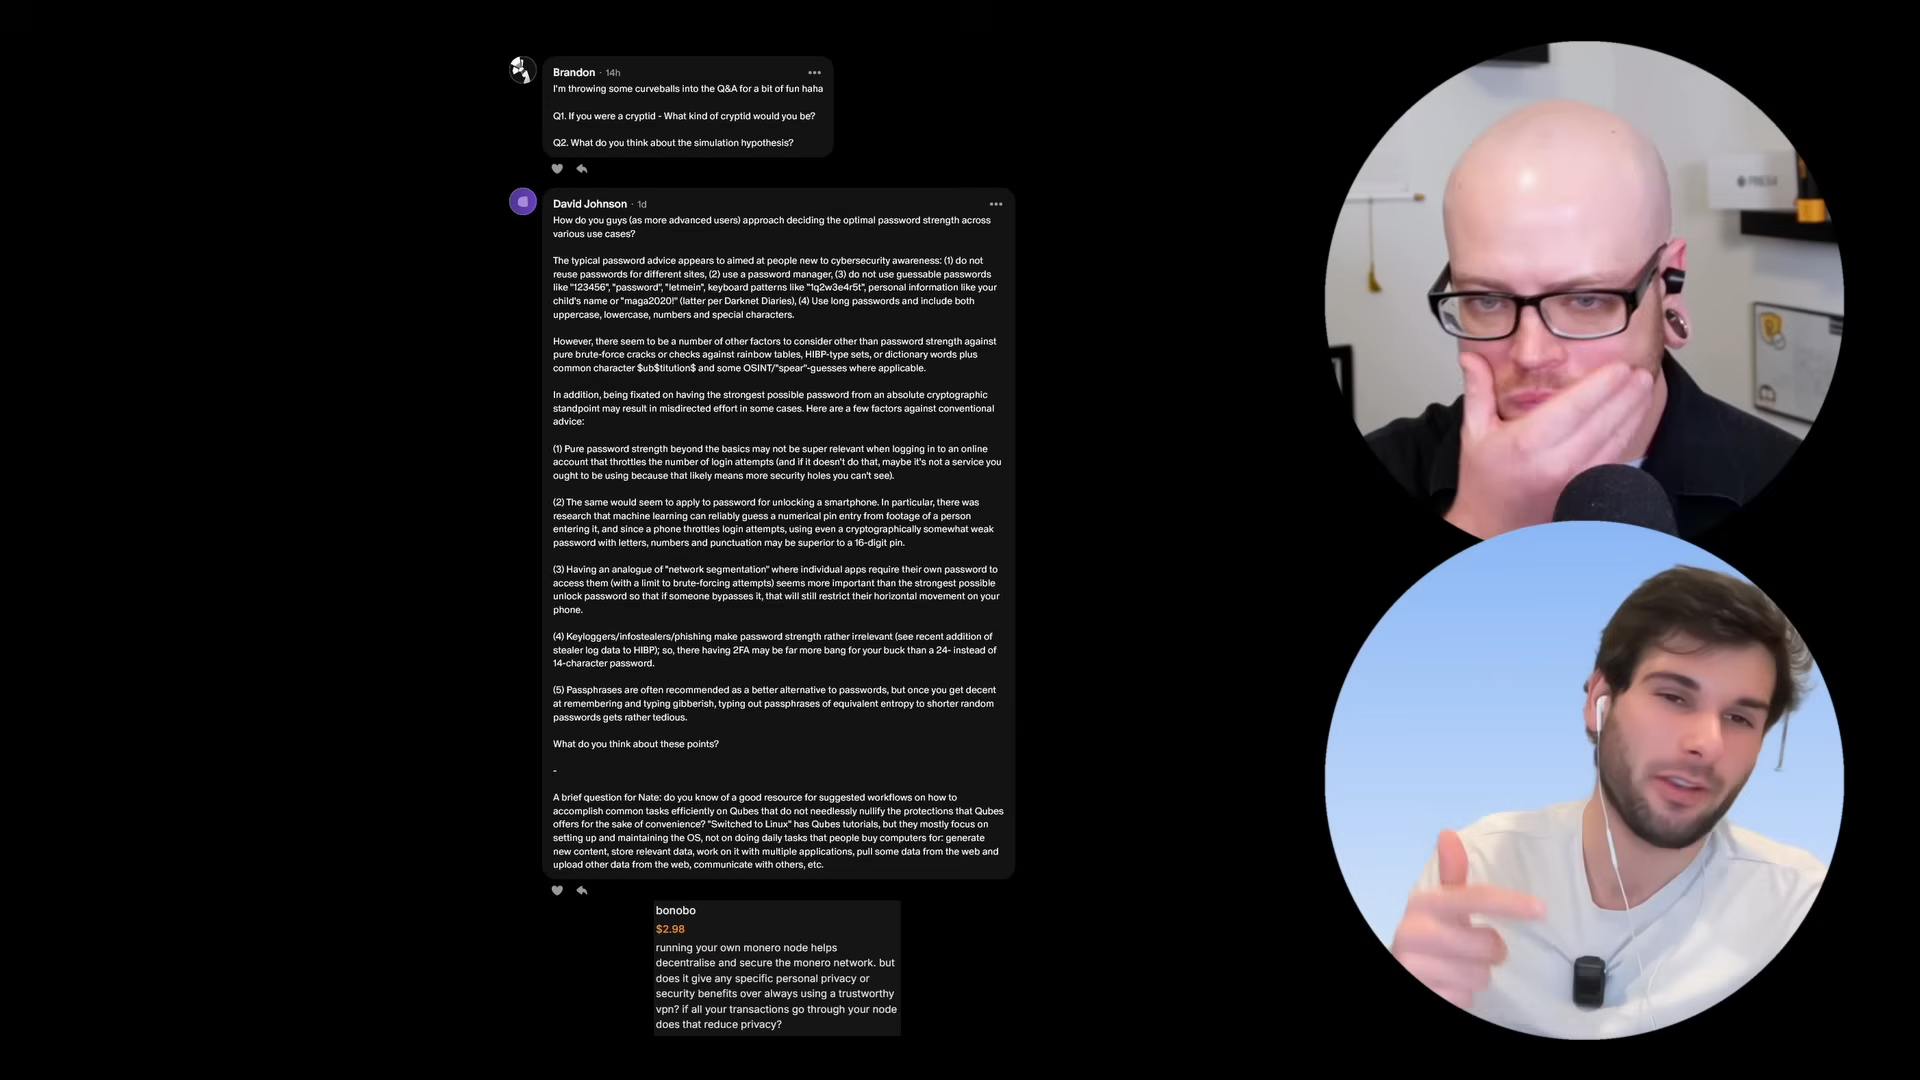 Brandon · 14h
I'm throwing some curveballs into the Q&A for a bit of fun haha
Q1. If you were a cryptid - What kind of cryptid would you be?
Q2. What do you think about the simulation hypothesis?
David Johnson · 1d
How do you guys (as more advanced users) approach deciding the optimal password strength across
various use cases?
The typical password advice appears to aimed at people new to cybersecurity awareness: (1) do not
reuse passwords for different sites, (2) use a password manager, (3) do not use guessable passwords
like "123456", "password", "letmein", keyboard patterns like "1q2w3e4r5t", personal information like your
child's name or "maga2020!" (latter per Darknet Diaries), (4) Use long passwords and include both
uppercase, lowercase, numbers and special characters.
However, there seem to be a number of other factors to consider other than password strength against
pure brute-force cracks or checks against rainbow tables, HIBP-type sets, or dictionary words plus
common character $ub$titution$ and some OSINT/"spear"-guesses where applicable.
In addition, being fixated on having the strongest possible password from an absolute cryptographic
standpoint may result in misdirected effort in some cases. Here are a few factors against conventional
advice:
(1) Pure password strength beyond the basics may not be super relevant when logging in to an online
account that throttles the number of login attempts (and if it doesn't do that, maybe it's not a service you
ought to be using because that likely means more security holes you can't see).
(2) The same would seem to apply to password for unlocking a smartphone. In particular, there was
research that machine learning can reliably guess a numerical pin entry from footage of a person
entering it, and since a phone throttles login attempts, using even a cryptographically somewhat weak
password with letters, numbers and punctuation may be superior to a 16-digit pin.
(3) Having an analogue of "network segmentation" where individual apps require their own password to
access them (with a limit to brute-forcing attempts) seems more important than the strongest possible
unlock password so that if someone bypasses it, that will still restrict their horizontal movement on your
phone.
(4) Keyloggers/infostealers/phishing make password strength rather irrelevant (see recent addition of
stealer log data to HIBP); so, there having 2FA may be far more bang for your buck than a 24- instead of
14-character password.
(5) Passphrases are often recommended as a better alternative to passwords, but once you get decent
at remembering and typing gibberish, typing out passphrases of equivalent entropy to shorter random
passwords gets rather tedious.
What do you think about these points?
-
A brief question for Nate: do you know of a good resource for suggested workflows on how to
accomplish common tasks efficiently on Qubes that do not needlessly nullify the protections that Qubes
offers for the sake of convenience? "Switched to Linux" has Qubes tutorials, but they mostly focus on
setting up and maintaining the OS, not on doing daily tasks that people buy computers for: generate
new content, store relevant data, work on it with multiple applications, pull some data from the web and
upload other data from the web, communicate with others, etc.
bonobo
$2.98
running your own monero node helps
decentralise and secure the monero network. but
does it give any specific personal privacy or
security benefits over always using a trustworthy
vpn? if all your transactions go through your node
does that reduce privacy?